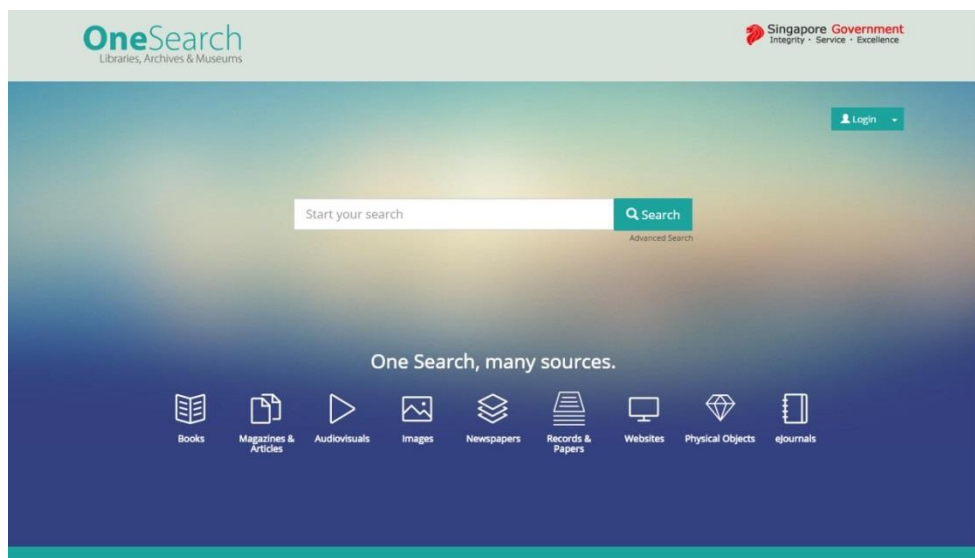 OneSearch
Libraries, Archives & Museums
Singapore Government
Integrity · Service · Excellence
Login
Start your search
Search
Advanced Search
One Search, many sources.
Books
Magazines &
Articles
Audiovisuals
Images
Newspapers
Records &
Papers
Websites
Physical Objects
eJournals